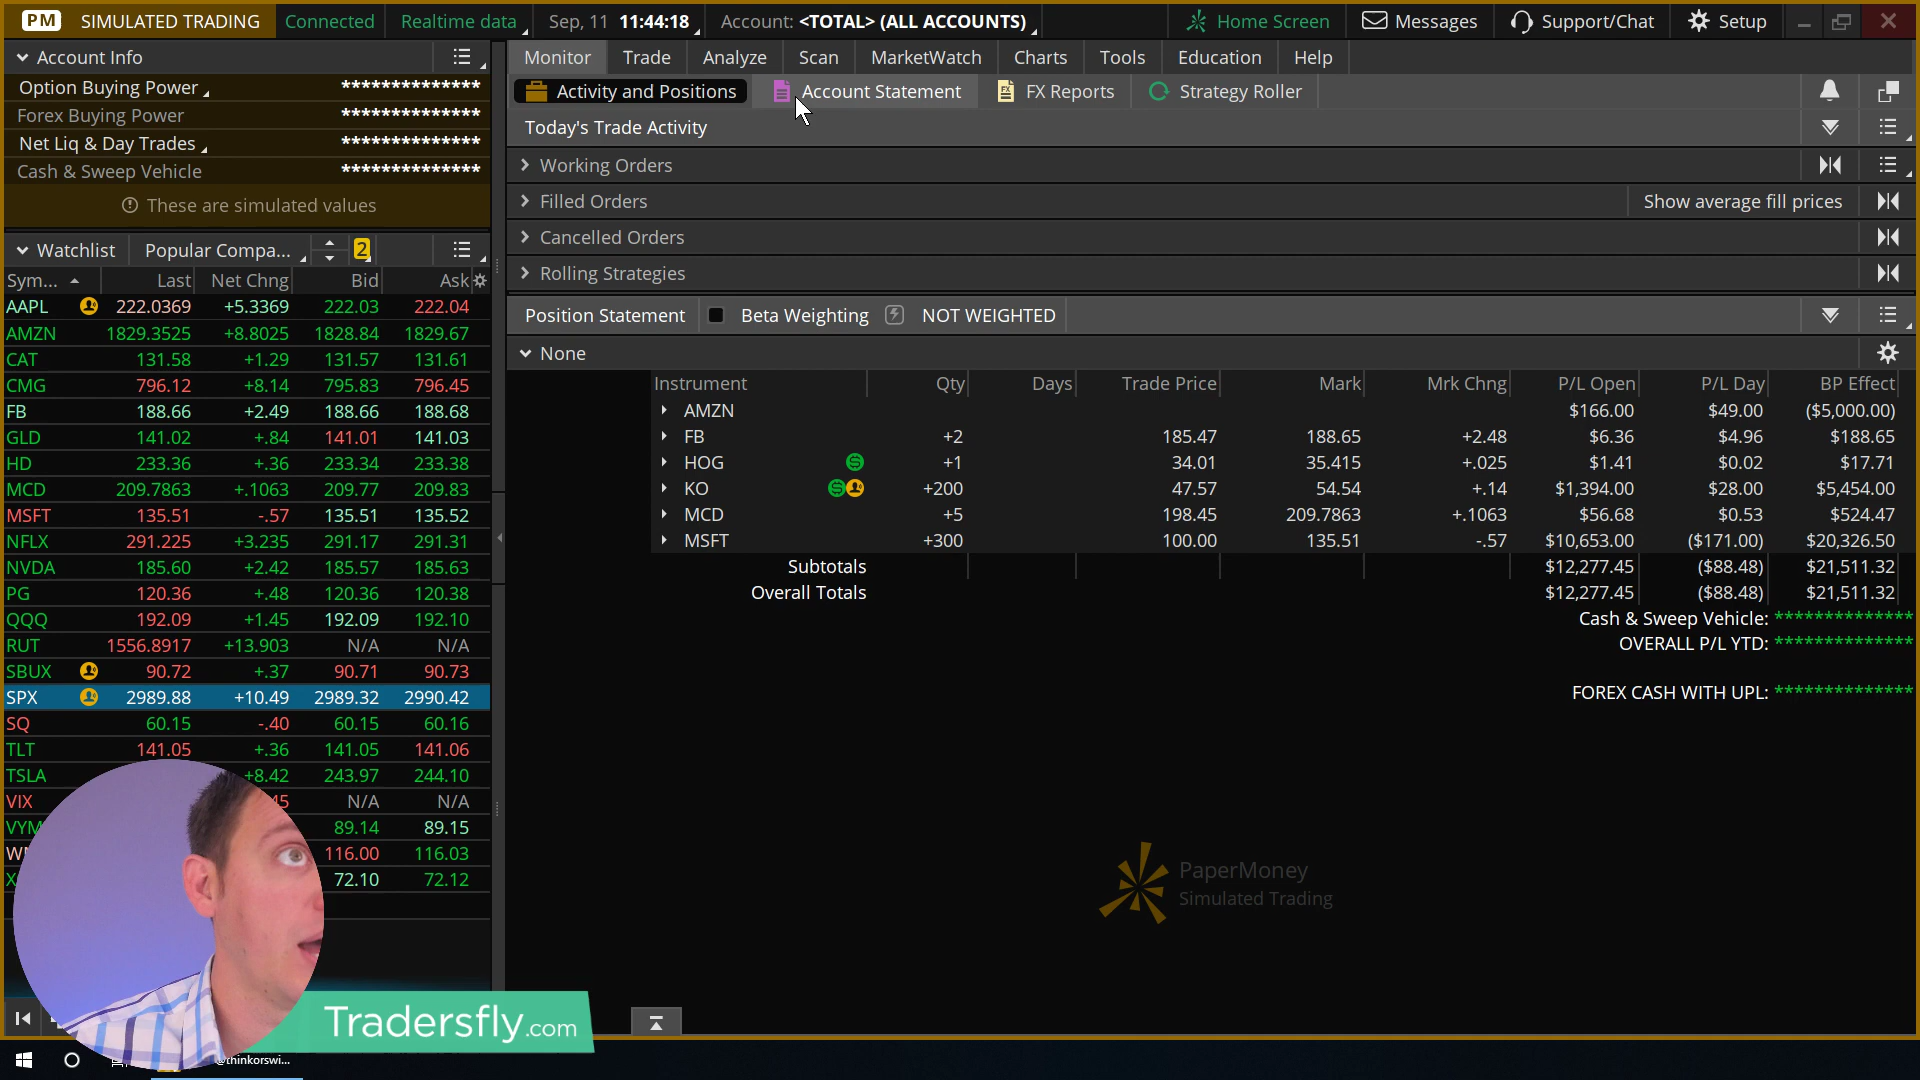 PM SIMULATED TRADING Connected Realtime data Sep, 11 11:44:18 Account: <TOTAL> (ALL ACCOUNTS) Home Screen Messages Support/Chat Setup
Account Info
Option Buying Power **************
Forex Buying Power **************
Net Liq & Day Trades **************
Cash & Sweep Vehicle **************
These are simulated values
Watchlist Popular Compa... 2
Sym... Last Net Chng Bid Ask
AAPL 222.0369 +5.3369 222.03 222.04
AMZN 1829.3525 +8.8025 1828.84 1829.67
CAT 131.58 +1.29 131.57 131.61
CMG 796.12 +8.14 795.83 796.45
FB 188.66 +2.49 188.66 188.68
GLD 141.02 +.84 141.01 141.03
HD 233.36 +.36 233.34 233.38
MCD 209.7863 +.1063 209.77 209.83
MSFT 135.51 -.57 135.51 135.52
NFLX 291.225 +3.235 291.17 291.31
NVDA 185.60 +2.42 185.57 185.63
PG 120.36 +.48 120.36 120.38
QQQ 192.09 +1.45 192.09 192.10
RUT 1556.8917 +13.903 N/A N/A
SBUX 90.72 +.37 90.71 90.73
SPX 2989.88 +10.49 2989.32 2990.42
SQ 60.15 -.40 60.15 60.16
TLT 141.05 +.36 141.05 141.06
TSLA +8.42 243.97 244.10
VIX 45 N/A N/A
VYM 89.14 89.15
116.00 116.03
72.10 72.12
Monitor Trade Analyze Scan MarketWatch Charts Tools Education Help
Activity and Positions Account Statement FX Reports Strategy Roller
Today's Trade Activity
Working Orders
Filled Orders Show average fill prices
Cancelled Orders
Rolling Strategies
Position Statement Beta Weighting NOT WEIGHTED
None
Instrument Qty Days Trade Price Mark Mrk Chng P/L Open P/L Day BP Effect
AMZN $166.00 $49.00 ($5,000.00)
FB +2 185.47 188.65 +2.48 $6.36 $4.96 $188.65
HOG +1 34.01 35.415 +.025 $1.41 $0.02 $17.71
KO +200 47.57 54.54 +.14 $1,394.00 $28.00 $5,454.00
MCD +5 198.45 209.7863 +.1063 $56.68 $0.53 $524.47
MSFT +300 100.00 135.51 -.57 $10,653.00 ($171.00) $20,326.50
Subtotals $12,277.45 ($88.48) $21,511.32
Overall Totals $12,277.45 ($88.48) $21,511.32
Cash & Sweep Vehicle: **************
OVERALL P/L YTD: **************
FOREX CASH WITH UPL: **************
PaperMoney
Simulated Trading
Tradersfly.com
@thinkorswi...